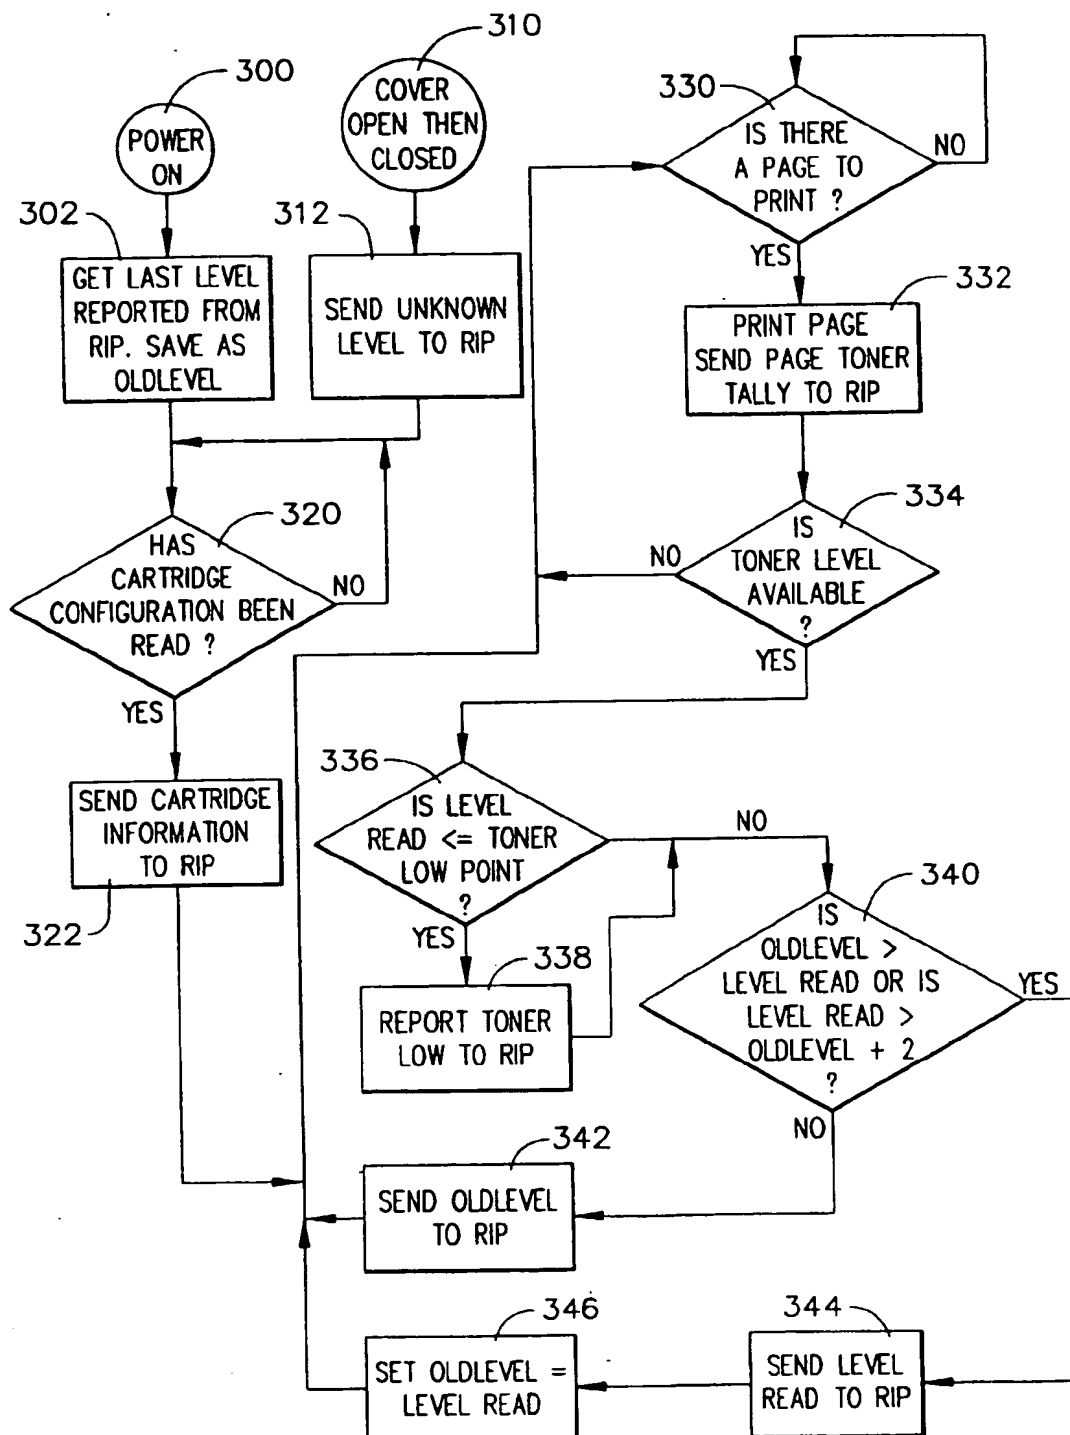 300
POWER
ON
302
GET LAST LEVEL
REPORTED FROM
RIP. SAVE AS
OLDLEVEL
310
COVER
OPEN THEN
CLOSED
312
SEND UNKNOWN
LEVEL TO RIP
320
HAS
CARTRIDGE
CONFIGURATION BEEN
READ ?
NO
YES
SEND CARTRIDGE
INFORMATION
TO RIP
322
330
IS THERE
A PAGE TO
PRINT ?
NO
YES
332
PRINT PAGE
SEND PAGE TONER
TALLY TO RIP
334
IS
TONER LEVEL
AVAILABLE
?
NO
YES
336
IS LEVEL
READ <= TONER
LOW POINT
?
NO
YES
338
REPORT TONER
LOW TO RIP
340
IS
OLDLEVEL >
LEVEL READ OR IS
LEVEL READ >
OLDLEVEL + 2
?
YES
NO
342
SEND OLDLEVEL
TO RIP
344
SEND LEVEL
READ TO RIP
346
SET OLDLEVEL =
LEVEL READ